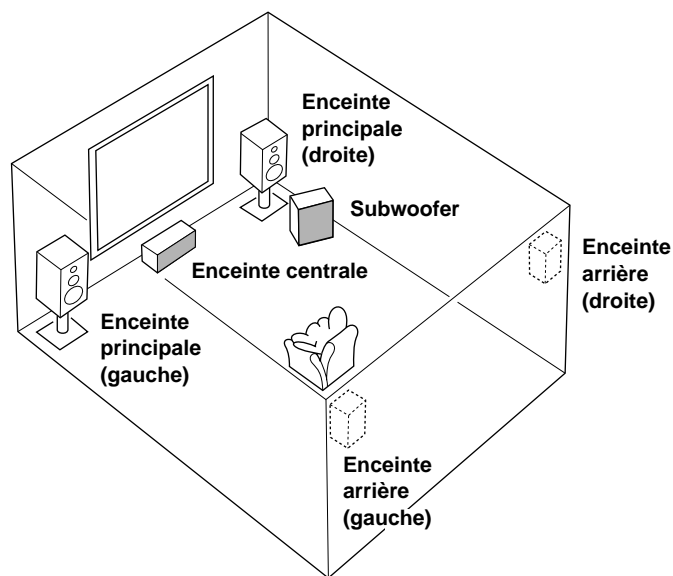 Enceinte
principale
(droite)
Subwoofer
Enceinte
arrière
(droite)
Enceinte centrale
Enceinte
principale
(gauche)
Enceinte
arrière
(gauche)